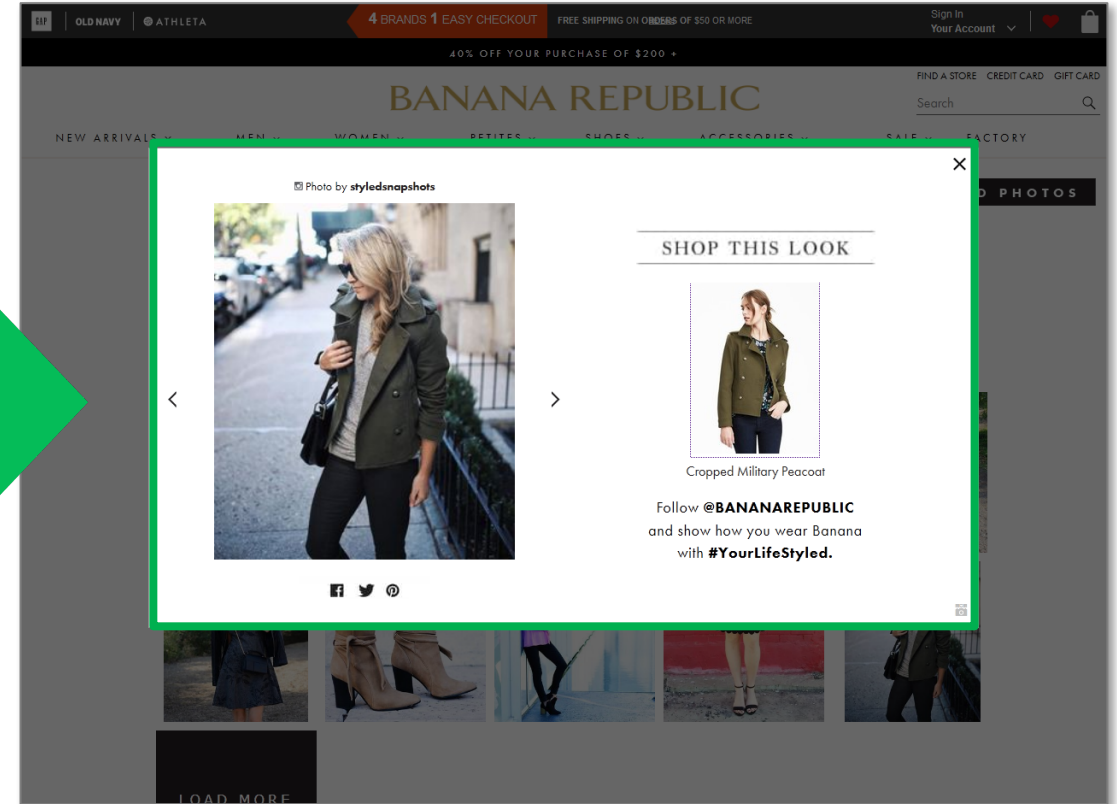 GAP
OLD NAVY
ATHLETA
4 BRANDS 1 EASY CHECKOUT
FREE SHIPPING ON ORDERS OF $50 OR MORE
Sign In
Your Account
40% OFF YOUR PURCHASE OF $200 +
FIND A STORE CREDIT CARD GIFT CARD
BANANA REPUBLIC
Search
NEW ARRIVALS MEN WOMEN PETITES SHOES ACCESSORIES SALE FACTORY
PHOTOS
Photo by styledsnapshots
SHOP THIS LOOK
Cropped Military Peacoat
Follow @BANANAREPUBLIC
and show how you wear Banana
with #YourLifeStyled.
LOAD MORE